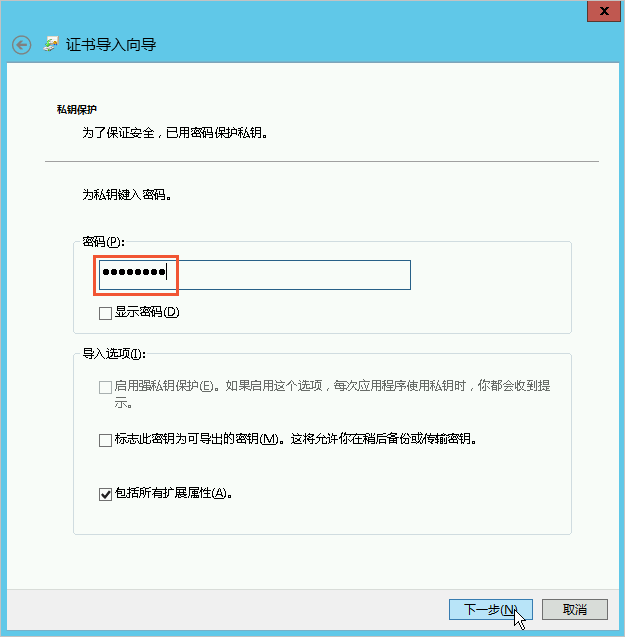 证书导入向导
私钥保护
为了保证安全，已用密码保护私钥。
为私钥键入密码。
密码(P):
●●●●●●●●
显示密码(D)
导入选项(I):
启用强私钥保护(E)。如果启用这个选项，每次应用程序使用私钥时，你都会收到提
示。
标志此密钥为可导出的密钥(M)。这将允许你在稍后备份或传输密钥。
包括所有扩展属性(A)。
下一步(N)
取消